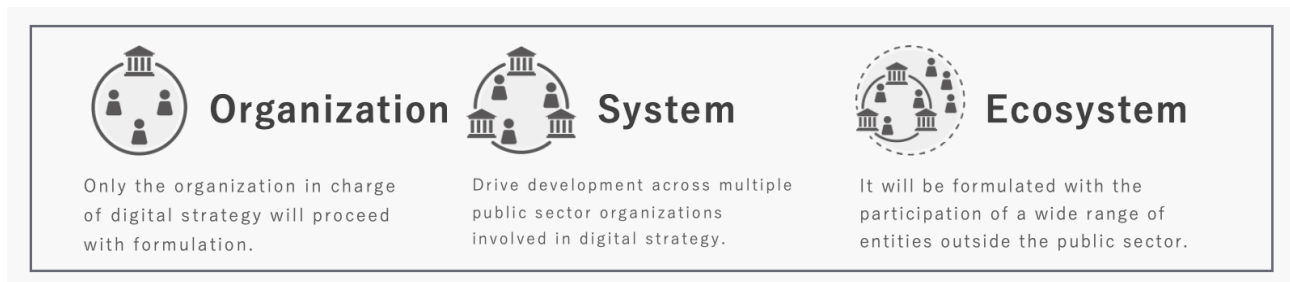 Organization
Only the organization in charge
of digital strategy will proceed
with formulation.
System
Drive development across multiple
public sector organizations
involved in digital strategy.
Ecosystem
It will be formulated with the
participation of a wide range of
entities outside the public sector.